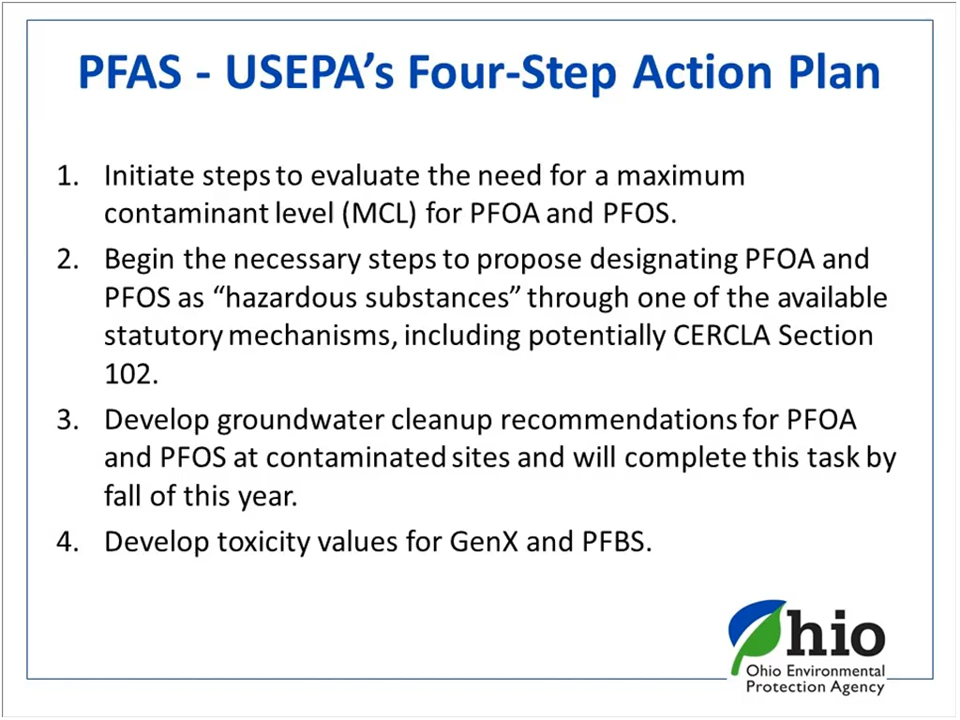 PFAS - USEPA's Four-Step Action Plan
1. Initiate steps to evaluate the need for a maximum
contaminant level (MCL) for PFOA and PFOS.
2. Begin the necessary steps to propose designating PFOA and
PFOS as “hazardous substances” through one of the available
statutory mechanisms, including potentially CERCLA Section
102.
3. Develop groundwater cleanup recommendations for PFOA
and PFOS at contaminated sites and will complete this task by
fall of this year.
4. Develop toxicity values for GenX and PFBS.
Ohio
Ohio Environmental
Protection Agency